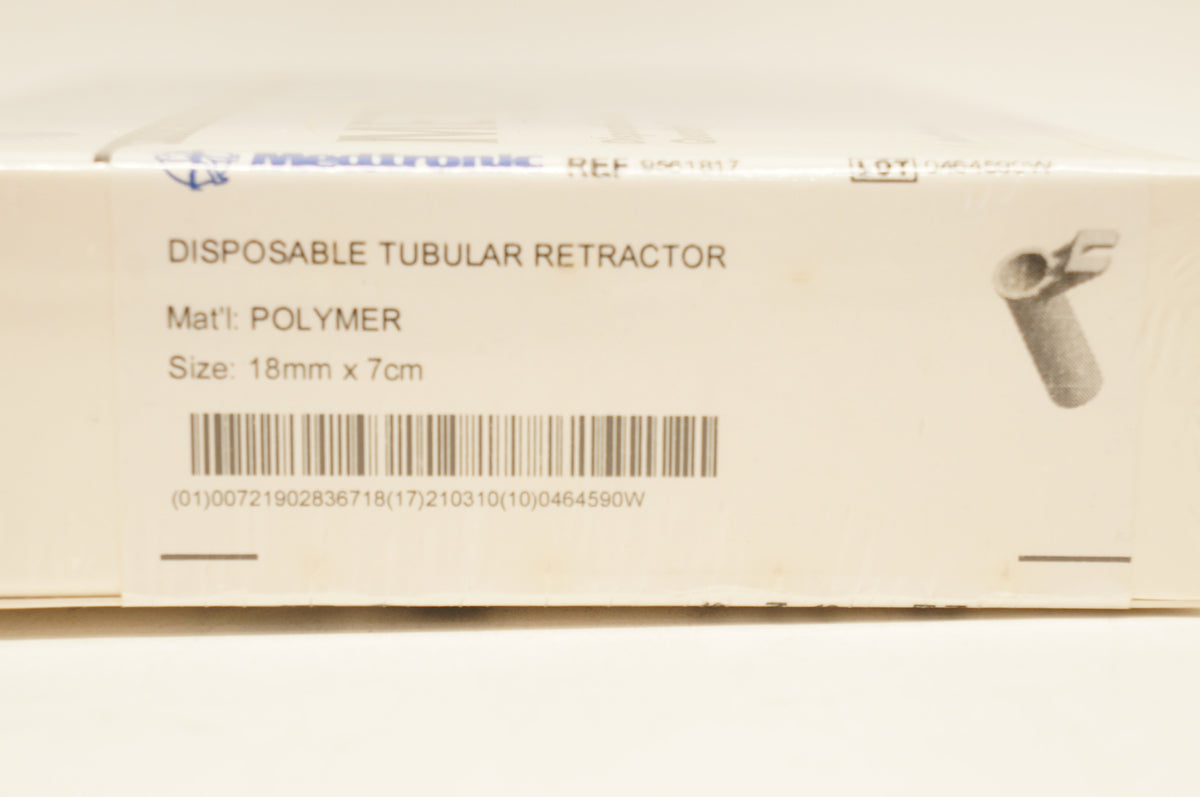 Medtronic REF 9561817 LOT 0464590W
DISPOSABLE TUBULAR RETRACTOR
Mat'l: POLYMER
Size: 18mm x 7cm
(01)00721902836718(17)210310(10)0464590W